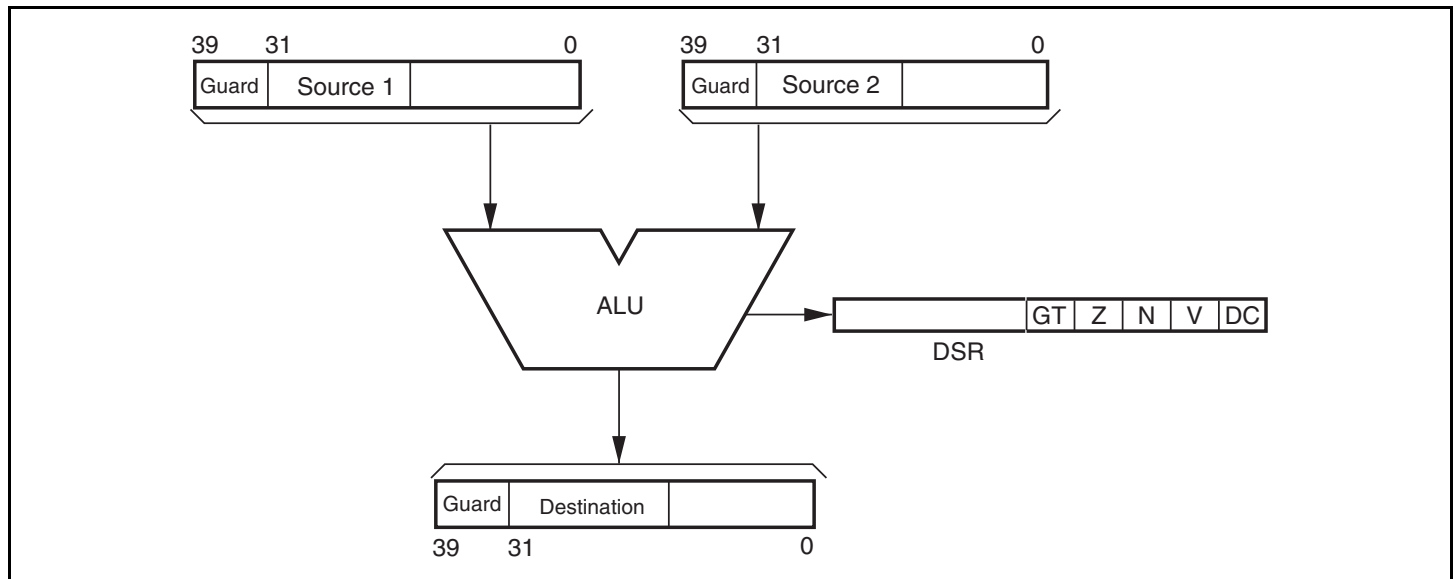 39 31 0 39 31 0
Guard Source 1 Guard Source 2
ALU
GT Z N V DC
DSR
Guard Destination
39 31 0